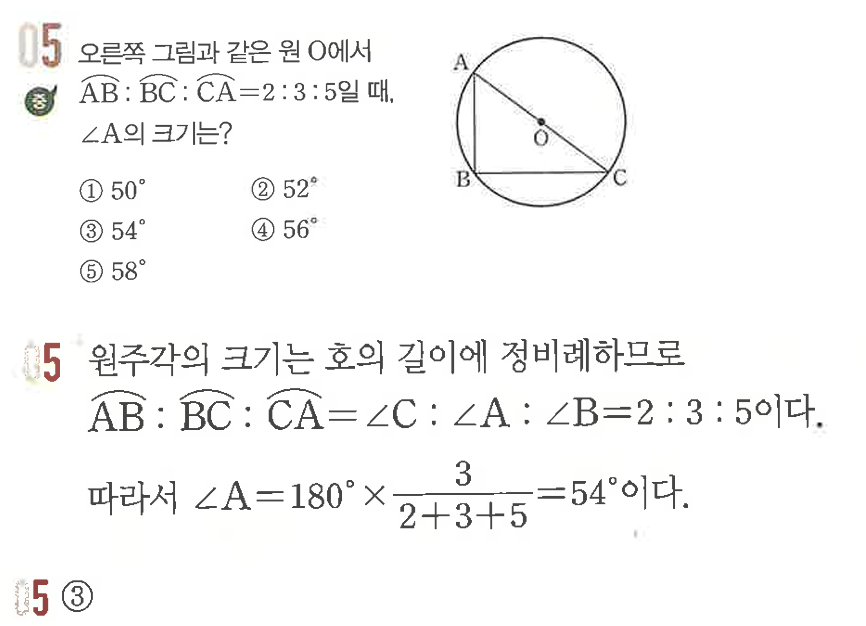 05 오른쪽 그림과 같은 원 O에서
중 AB : BC : CA=2 : 3 : 5일 때,
∠A의 크기는?
① 50° ② 52°
③ 54° ④ 56°
⑤ 58°
A
O
B C
05 원주각의 크기는 호의 길이에 정비례하므로
AB : BC : CA=∠C : ∠A : ∠B=2 : 3 : 5이다.
따라서 ∠A=180°×3/(2+3+5)=54°이다.
05 ③